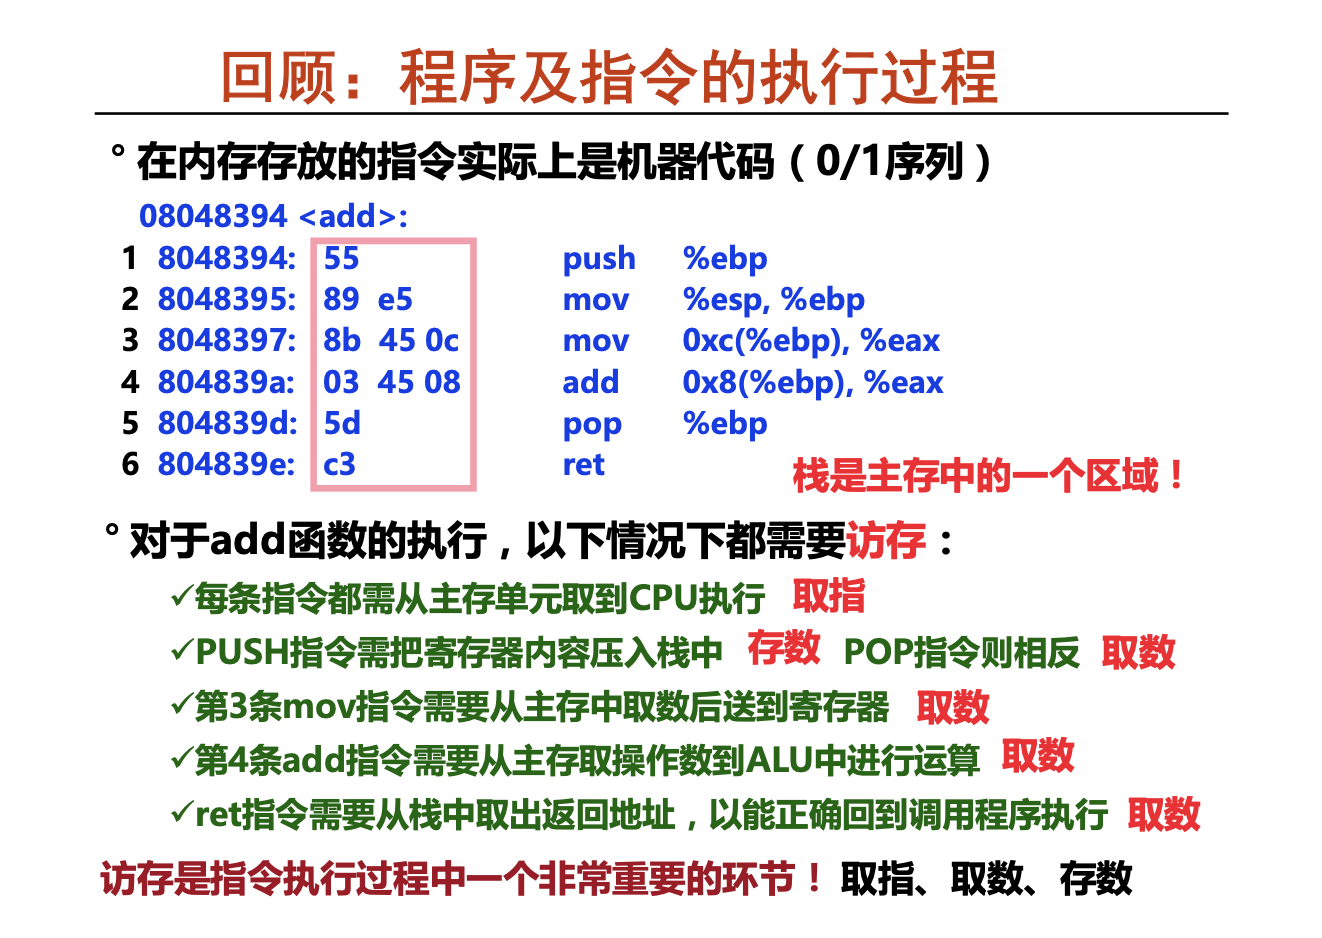 回顾：程序及指令的执行过程
° 在内存存放的指令实际上是机器代码（0/1序列）
08048394 <add>:
1 8048394: 55 push %ebp
2 8048395: 89 e5 mov %esp, %ebp
3 8048397: 8b 45 0c mov 0xc(%ebp), %eax
4 804839a: 03 45 08 add 0x8(%ebp), %eax
5 804839d: 5d pop %ebp
6 804839e: c3 ret
栈是主存中的一个区域！
° 对于add函数的执行，以下情况下都需要访存：
✓每条指令都需从主存单元取到CPU执行 取指
✓PUSH指令需把寄存器内容压入栈中 存数 POP指令则相反 取数
✓第3条mov指令需要从主存中取数后送到寄存器 取数
✓第4条add指令需要从主存取操作数到ALU中进行运算 取数
✓ret指令需要从栈中取出返回地址，以能正确回到调用程序执行 取数
访存是指令执行过程中一个非常重要的环节！ 取指、取数、存数